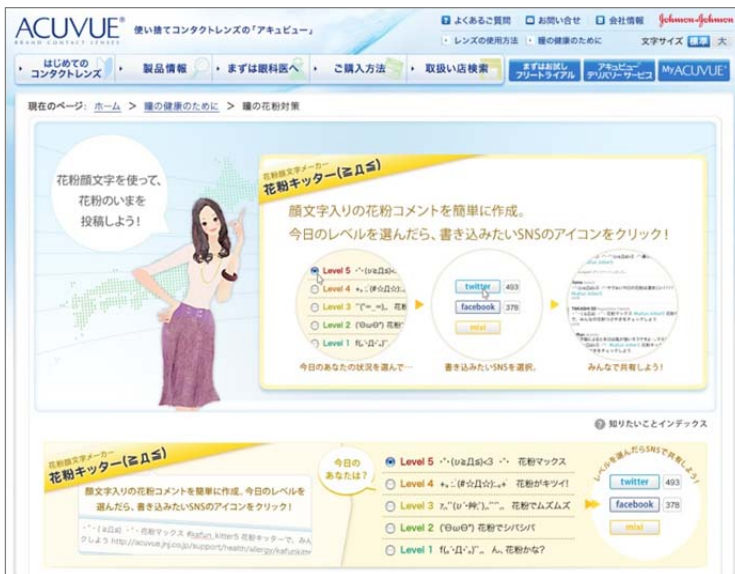 ACUVUE®
BRAND CONTACT LENSES
使い捨てコンタクトレンズの「アキュビュー」
よくあるご質問 お問い合せ 会社情報 Johnson&Johnson
レンズの使用方法 瞳の健康のために 文字サイズ 標準 大
はじめてのコンタクトレンズ 製品情報 まずは眼科医へ ご購入方法 取扱い店検索
まずはお試し フリートライアル アキュビュー® デリバリーサービス MyACUVUE®
現在のページ: ホーム > 瞳の健康のために > 瞳の花粉対策
花粉顔文字を使って、
花粉のいまを
投稿しよう!
花粉顔文字メーカー
花粉キッター(≧Д≦)
顔文字入りの花粉コメントを簡単に作成。
今日のレベルを選んだら、書き込みたいSNSのアイコンをクリック!
Level 5
Level 4
Level 3
Level 2
Level 1
twitter 493
facebook 378
mixi
今日のあなたの状況を選んで…
書き込みたいSNSを選択。
みんなで共有しよう!
知りたいことインデックス
花粉顔文字メーカー
花粉キッター(≧Д≦)
顔文字入りの花粉コメントを簡単に作成。今日のレベルを
選んだら、書き込みたいSNSのアイコンをクリック!
今日の
あなたは?
Level 5 花粉マックス
Level 4 花粉がキツイ!
Level 3 花粉でムズムズ
Level 2 ('ΘωΘ') 花粉でシパシパ
Level 1 ん、花粉かな?
レベルを選んだらSNSで共有しよう!
twitter 493
facebook 378
mixi